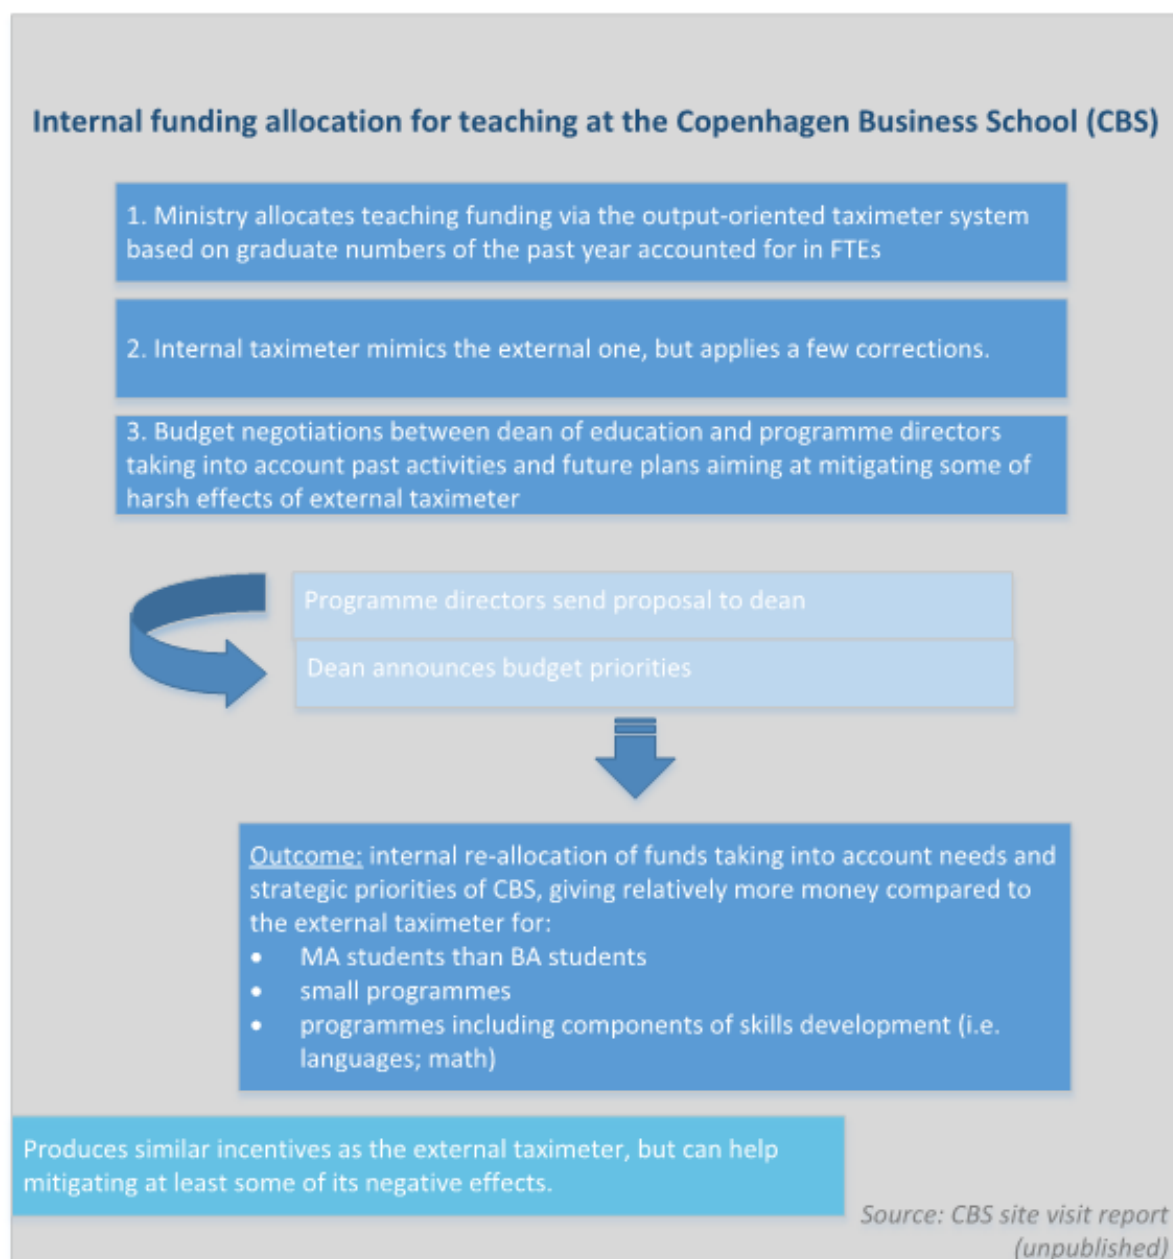 Internal funding allocation for teaching at the Copenhagen Business School (CBS)
1. Ministry allocates teaching funding via the output-oriented taximeter system
based on graduate numbers of the past year accounted for in FTEs
2. Internal taximeter mimics the external one, but applies a few corrections.
3. Budget negotiations between dean of education and programme directors
taking into account past activities and future plans aiming at mitigating some of
harsh effects of external taximeter
Programme directors send proposal to dean
Dean announces budget priorities
Outcome: internal re-allocation of funds taking into account needs and
strategic priorities of CBS, giving relatively more money compared to
the external taximeter for:
• MA students than BA students
• small programmes
• programmes including components of skills development (i.e.
languages; math)
Produces similar incentives as the external taximeter, but can help
mitigating at least some of its negative effects.
Source: CBS site visit report
(unpublished)